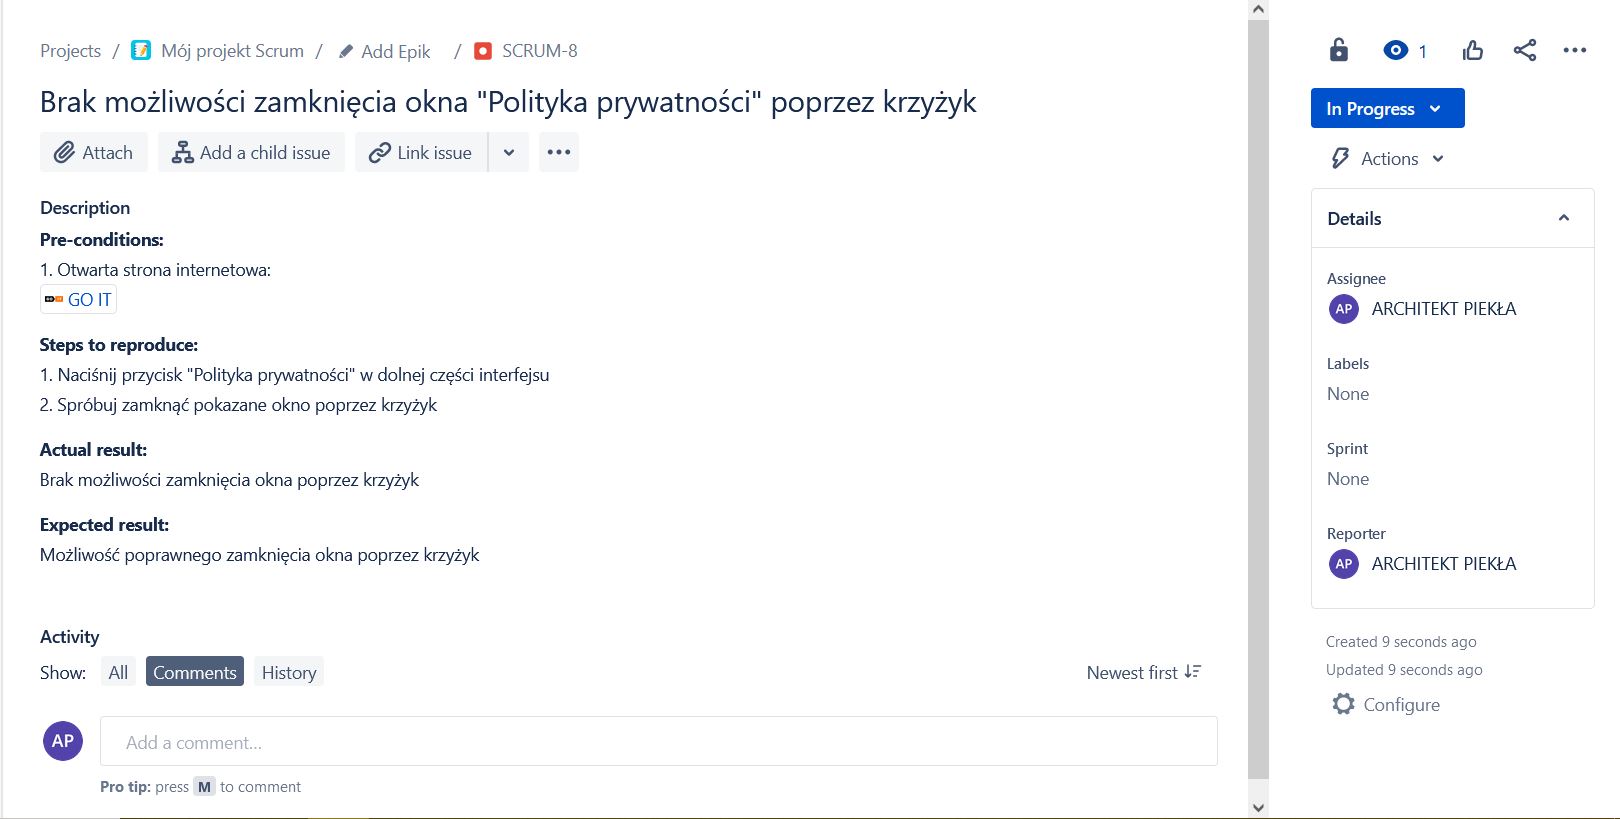 Projects / Mój projekt Scrum / Add Epik / SCRUM-8
1
Brak możliwości zamknięcia okna "Polityka prywatności" poprzez krzyżyk
In Progress
Attach Add a child issue Link issue
Actions
Description
Pre-conditions:
1. Otwarta strona internetowa:
GO IT
Steps to reproduce:
1. Naciśnij przycisk "Polityka prywatności" w dolnej części interfejsu
2. Spróbuj zamknąć pokazane okno poprzez krzyżyk
Actual result:
Brak możliwości zamknięcia okna poprzez krzyżyk
Expected result:
Możliwość poprawnego zamknięcia okna poprzez krzyżyk
Activity
Show: All Comments History
Newest first
AP
Add a comment...
Pro tip: press M to comment
Details
Assignee
AP ARCHITEKT PIEKŁA
Labels
None
Sprint
None
Reporter
AP ARCHITEKT PIEKŁA
Created 9 seconds ago
Updated 9 seconds ago
Configure